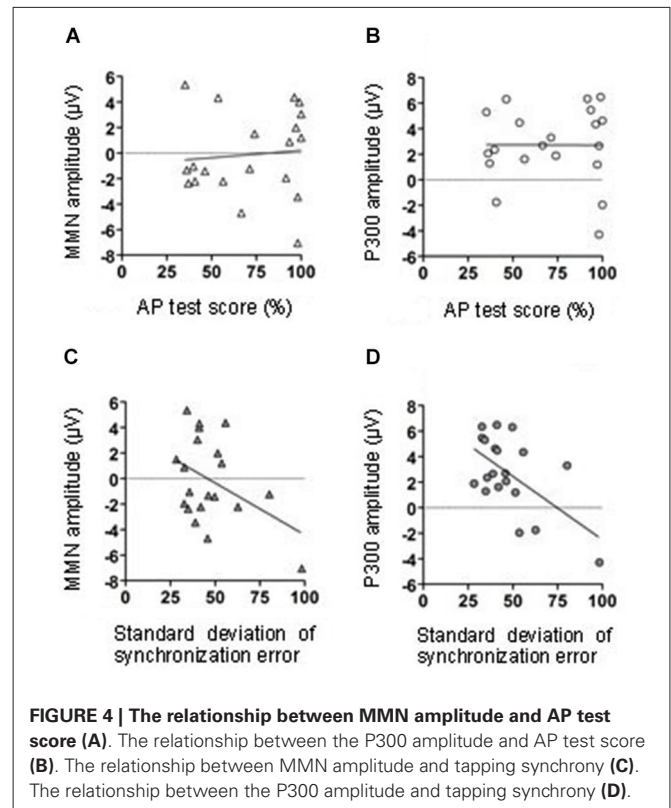 A
B
MMN amplitude (µV)
6
4
2
0
-2
-4
-6
-8
0 25 50 75 100
AP test score (%)
P300 amplitude (µV)
8
6
4
2
0
-2
-4
-6
0 25 50 75 100
AP test score (%)
C
D
MMN amplitude (µV)
6
4
2
0
-2
-4
-6
-8
0 25 50 75 100
Standard deviation of
synchronization error
P300 amplitude (µV)
8
6
4
2
0
-2
-4
-6
0 25 50 75 100
Standard deviation of
synchronization error
FIGURE 4 | The relationship between MMN amplitude and AP test
score (A). The relationship between the P300 amplitude and AP test score
(B). The relationship between MMN amplitude and tapping synchrony (C).
The relationship between the P300 amplitude and tapping synchrony (D).